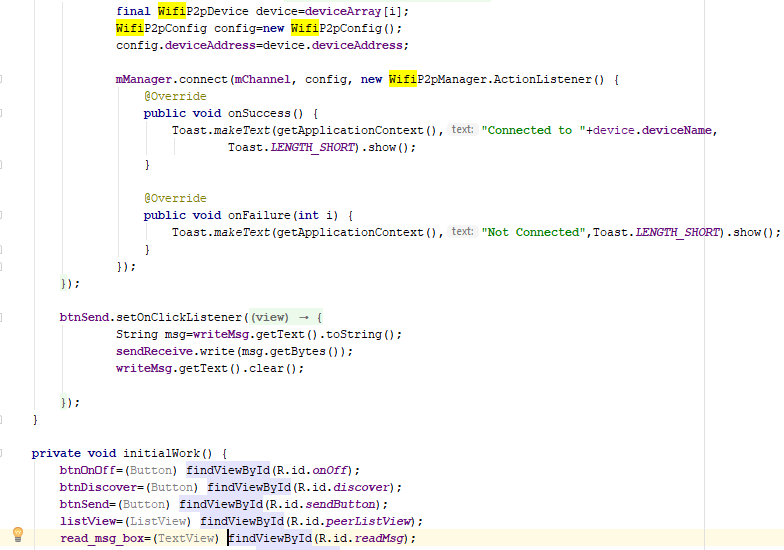 final WifiP2pDevice device=deviceArray[i];
WifiP2pConfig config=new WifiP2pConfig();
config.deviceAddress=device.deviceAddress;
mManager.connect(mChannel, config, new WifiP2pManager.ActionListener() {
@Override
public void onSuccess() {
Toast.makeText(getApplicationContext(), text: "Connected to "+device.deviceName,
Toast.LENGTH_SHORT).show();
}
@Override
public void onFailure(int i) {
Toast.makeText(getApplicationContext(), text: "Not Connected",Toast.LENGTH_SHORT).show();
}
});
});
btnSend.setOnClickListener((view) → {
String msg=writeMsg.getText().toString();
sendReceive.write(msg.getBytes());
writeMsg.getText().clear();
});
}
private void initialWork() {
btnOnOff=(Button) findViewById(R.id.onOff);
btnDiscover=(Button) findViewById(R.id.discover);
btnSend=(Button) findViewById(R.id.sendButton);
listView=(ListView) findViewById(R.id.peerListView);
read_msg_box=(TextView) findViewById(R.id.readMsg);